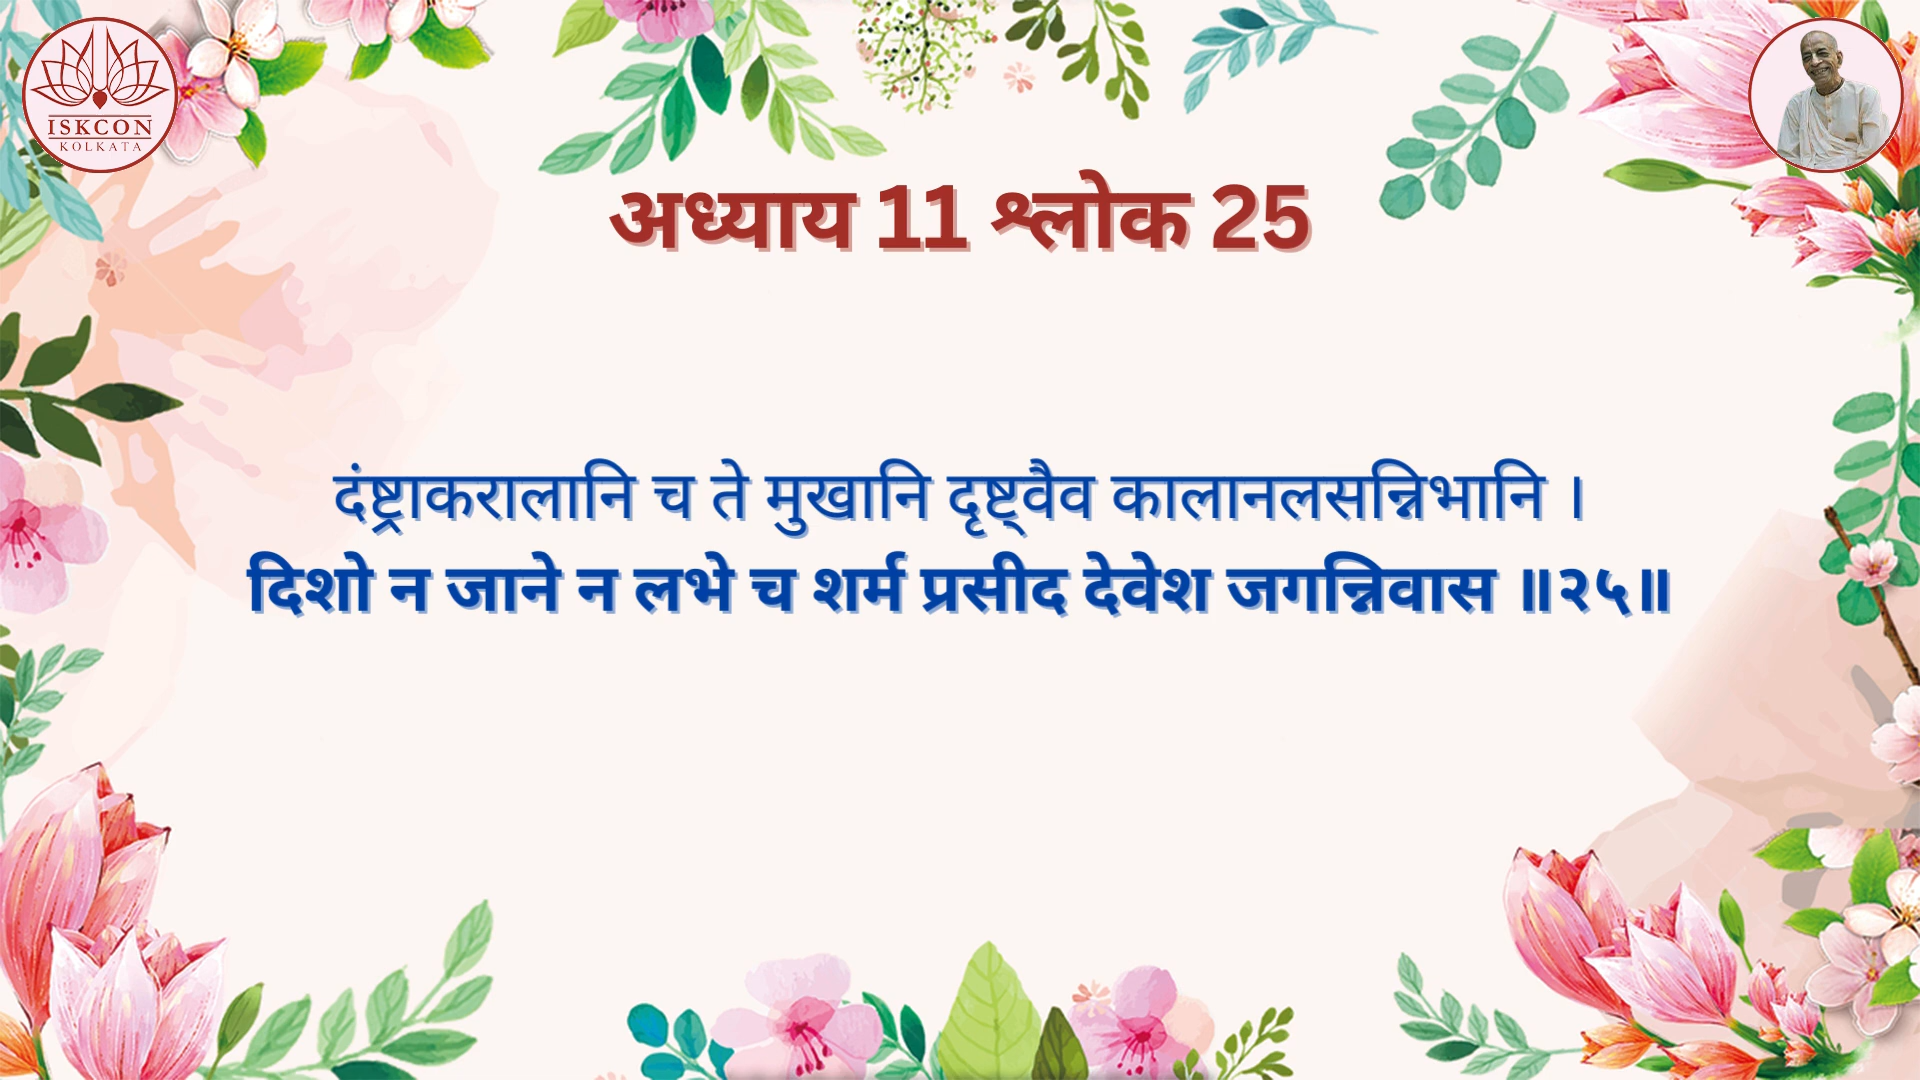 ISKCON
KOLKATA
अध्याय 11 श्लोक 25
दंष्ट्राकरालानि च ते मुखानि दृष्ट्वैव कालानलसन्निभानि ।
दिशो न जाने न लभे च शर्म प्रसीद देवेश जगन्निवास ॥२५॥